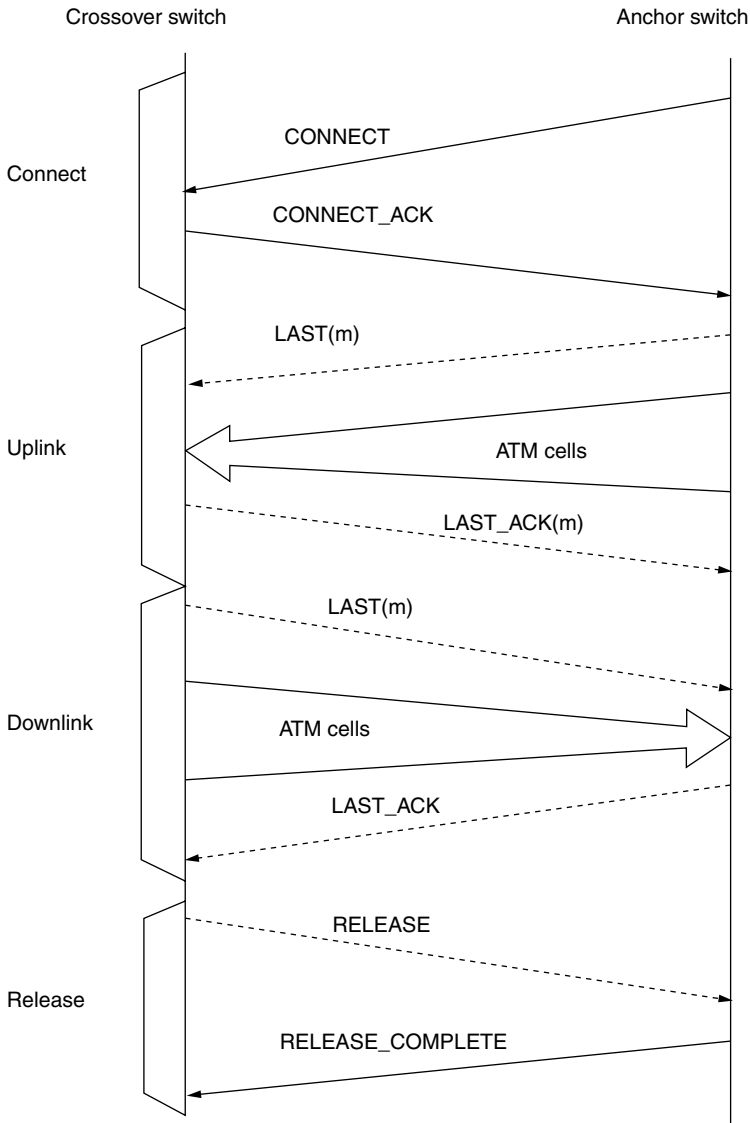 Crossover switch
Anchor switch
CONNECT
Connect
CONNECT_ACK
LAST(m)
Uplink
ATM cells
LAST_ACK(m)
LAST(m)
Downlink
ATM cells
LAST_ACK
RELEASE
Release
RELEASE_COMPLETE